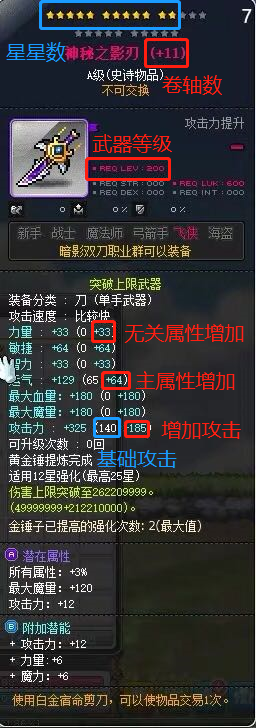 7
星星数
神秘之影刃 (+11)
A级(史诗物品)
卷轴数
不可交换
攻击力提升
武器等级
REQ LEV : 200
REQ STR : 000
REQ LUK : 600
REQ DEX : 000
REQ INT : 000
0
0
0
新手 战士 魔法师 弓箭手 飞侠 海盗
暗影双刀职业群可以装备
突破上限武器
装备分类 : 刀 (单手武器)
攻击速度 : 比较快
力量 : +33 (0 +33)
无关属性增加
敏捷 : +64 (0 +64)
智力 : +33 (0 +33)
运气 : +129 (65 +64)
主属性增加
最大血量: +180 (0 +180)
最大魔量: +180 (0 +180)
攻击力 : +325 (140 +185)
增加攻击
可升级次数 : 0回
黄金锤提炼完成
基础攻击
适用12星强化(最高25星)
伤害上限突破至262209999。
(49999999+212210000)。
金锤子已提高的强化次数: 2(最大值)
A 潜在属性
所有属性: +3%
最大魔量: +120
攻击力: +12
B 附加潜能
+ 攻击力: +12
+ 力量: +6
+ 魔力: +6
使用白金宿命剪刀，可以使物品交易1次。